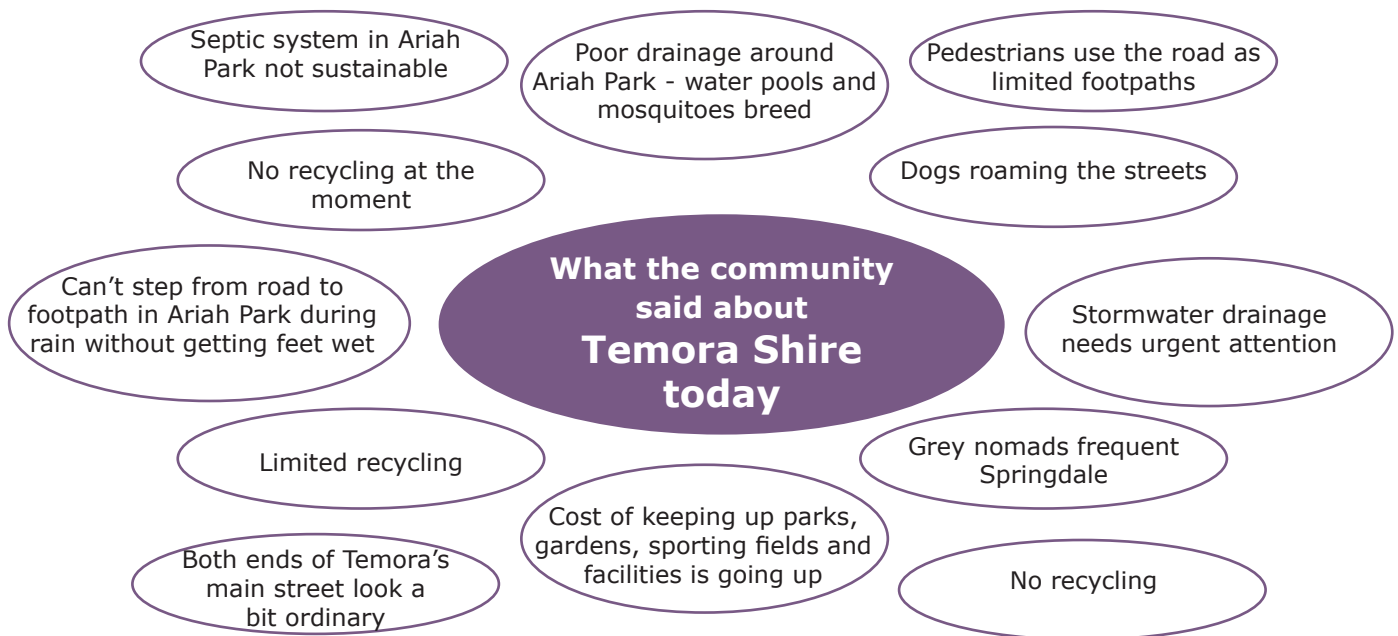 Septic system in Ariah
Park not sustainable
Poor drainage around
Ariah Park - water pools and
mosquitoes breed
Pedestrians use the road as
limited footpaths
No recycling at the
moment
Dogs roaming the streets
Can’t step from road to
footpath in Ariah Park during
rain without getting feet wet
What the community
said about
Temora Shire
today
Stormwater drainage
needs urgent attention
Limited recycling
Grey nomads frequent
Springdale
Both ends of Temora’s
main street look a
bit ordinary
Cost of keeping up parks,
gardens, sporting fields and
facilities is going up
No recycling